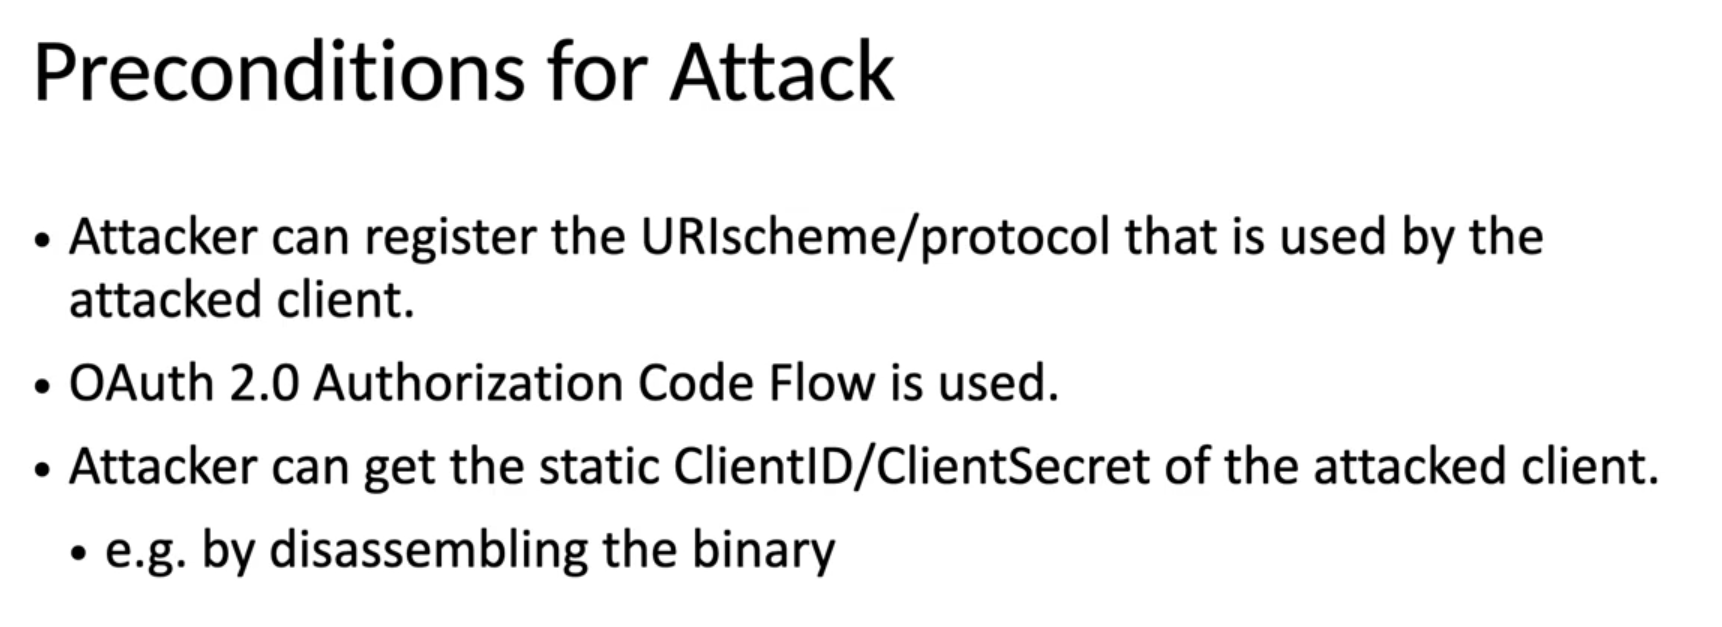 Preconditions for Attack
• Attacker can register the URIscheme/protocol that is used by the
attacked client.
• OAuth 2.0 Authorization Code Flow is used.
• Attacker can get the static ClientID/ClientSecret of the attacked client.
• e.g. by disassembling the binary